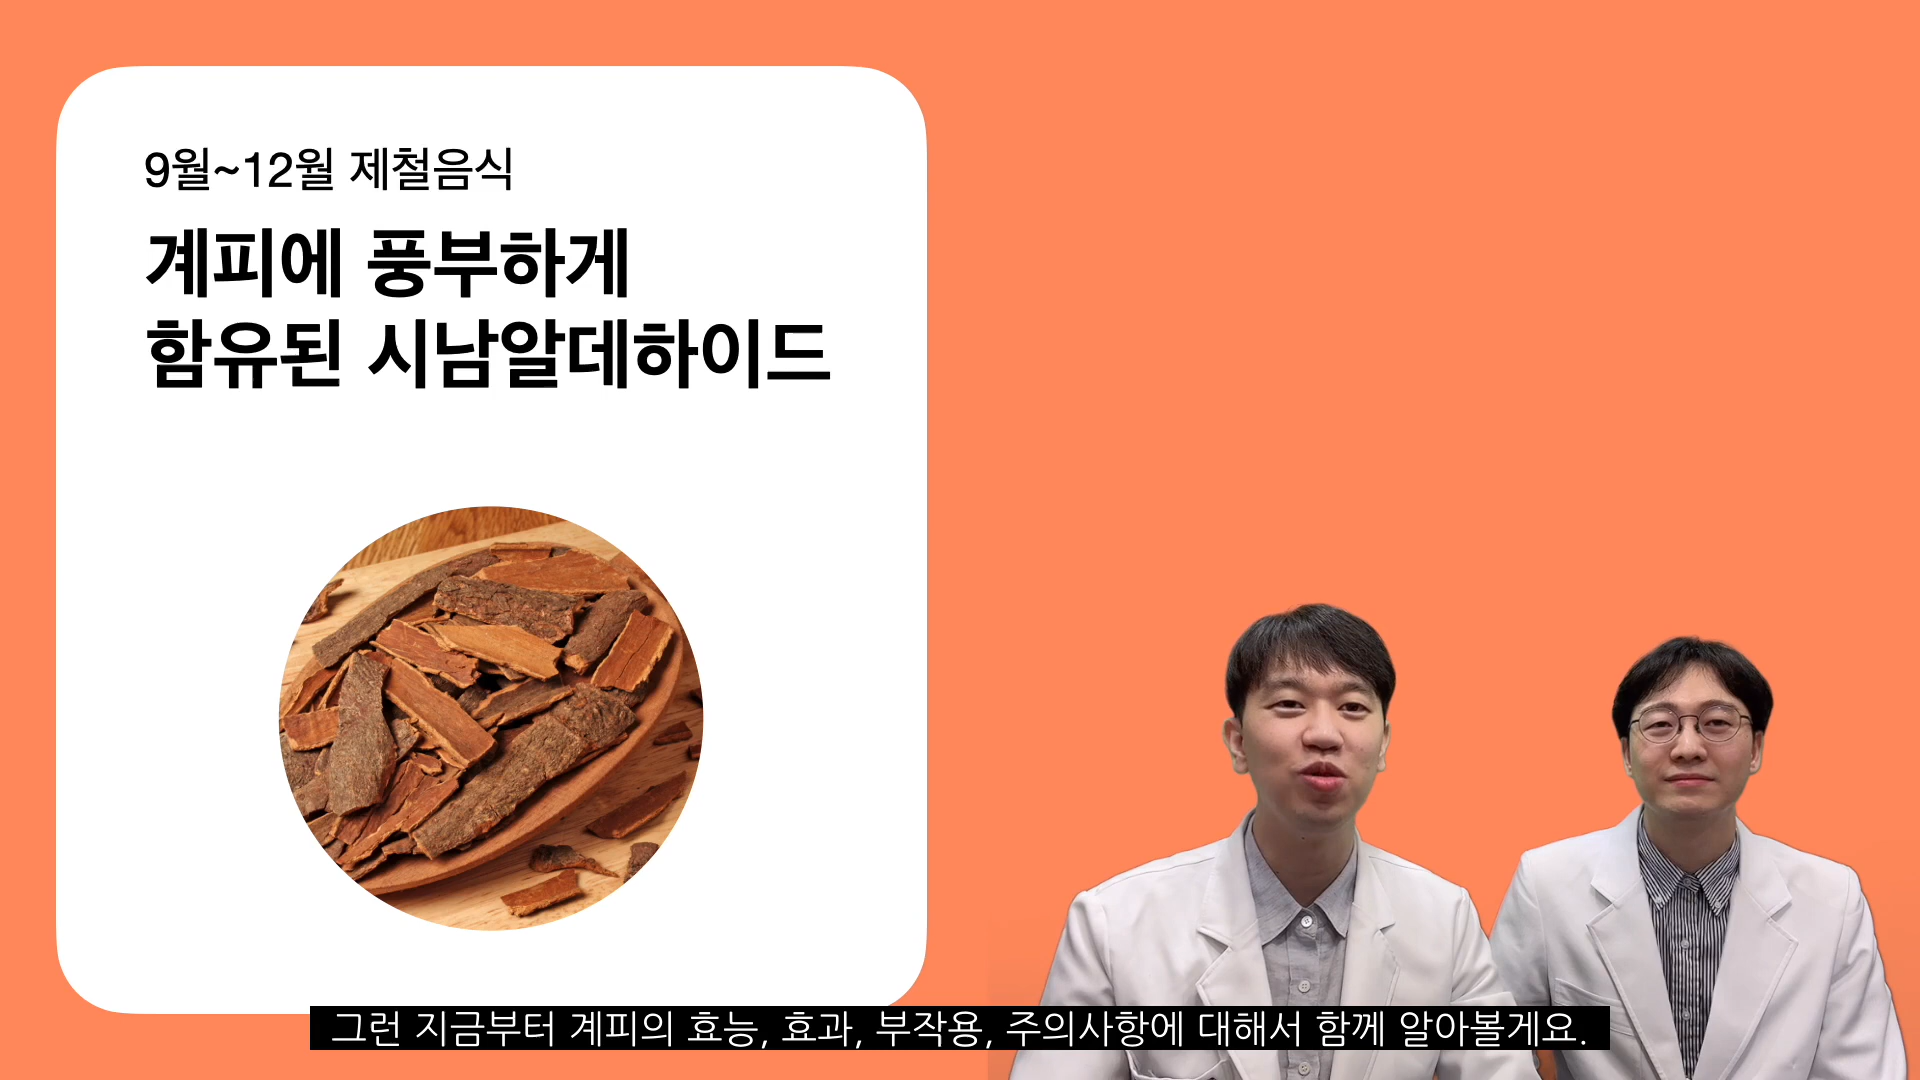 9월~12월 제철음식
계피에 풍부하게
함유된 시남알데하이드
그런 지금부터 계피의 효능, 효과, 부작용, 주의사항에 대해서 함께 알아볼게요.